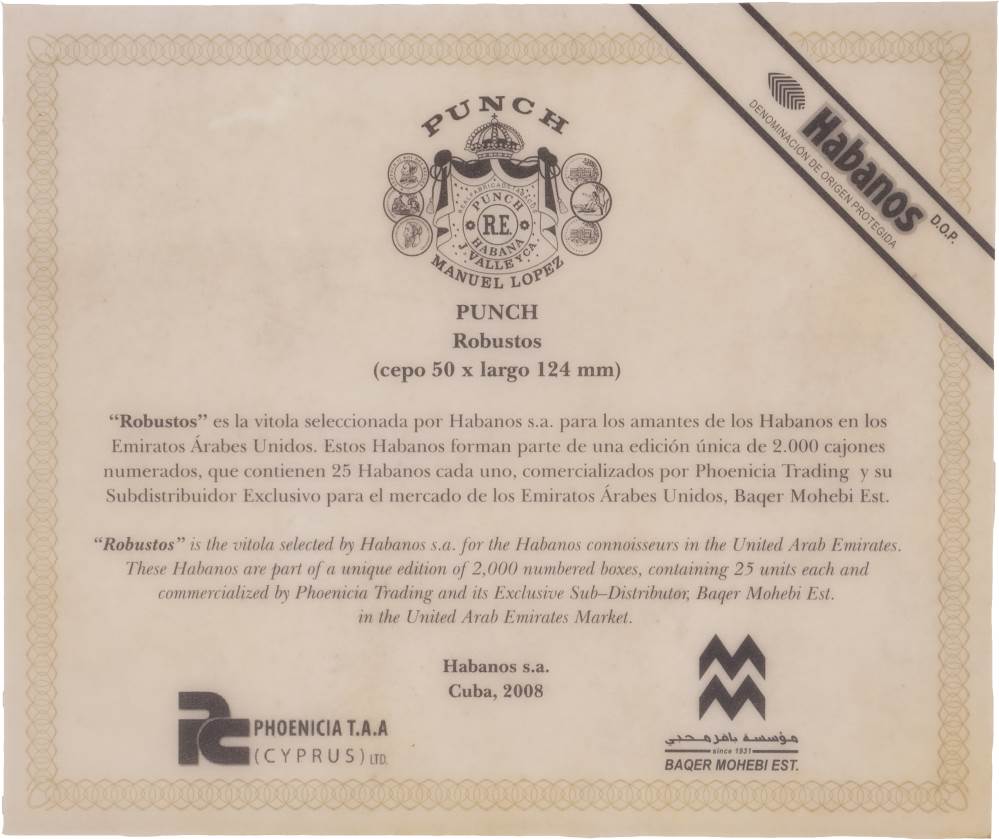 Habanos
DENOMINACIÓN DE ORIGEN PROTEGIDA
D.O.P.
PUNCH
PUNCH
R.E.
HABANA
J. VALLE Y CA.
MANUEL LOPEZ
PUNCH
Robustos
(cepo 50 x largo 124 mm)
“Robustos” es la vitola seleccionada por Habanos s.a. para los amantes de los Habanos en los
Emiratos Árabes Unidos. Estos Habanos forman parte de una edición única de 2.000 cajones
numerados, que contienen 25 Habanos cada uno, comercializados por Phoenicia Trading y su
Subdistribuidor Exclusivo para el mercado de los Emiratos Árabes Unidos, Baqer Mohebi Est.
“Robustos” is the vitola selected by Habanos s.a. for the Habanos connoisseurs in the United Arab Emirates.
These Habanos are part of a unique edition of 2,000 numbered boxes, containing 25 units each and
commercialized by Phoenicia Trading and its Exclusive Sub–Distributor, Baqer Mohebi Est.
in the United Arab Emirates Market.
Habanos s.a.
Cuba, 2008
PHOENICIA T.A.A
(CYPRUS) LTD.
مؤسسه باقر محبي
since 1931
BAQER MOHEBI EST.